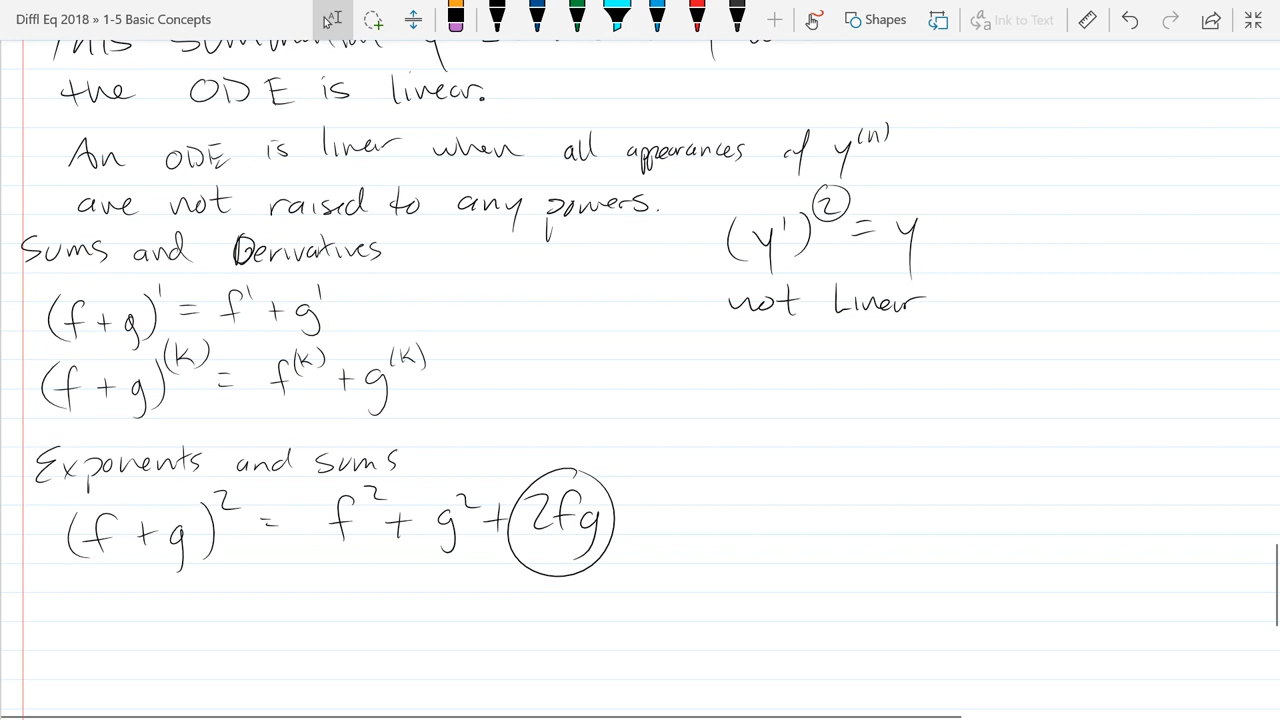 Diffl Eq 2018 » 1-5 Basic Concepts
Shapes
Ink to Text
the ODE is linear.
An ODE is linear when all appearances of y^(n)
are not raised to any powers.
(y')^2 = y
not Linear
Sums and Derivatives
(f + g)' = f' + g'
(f + g)^(k) = f^(k) + g^(k)
Exponents and sums
(f + g)^2 = f^2 + g^2 + 2fg